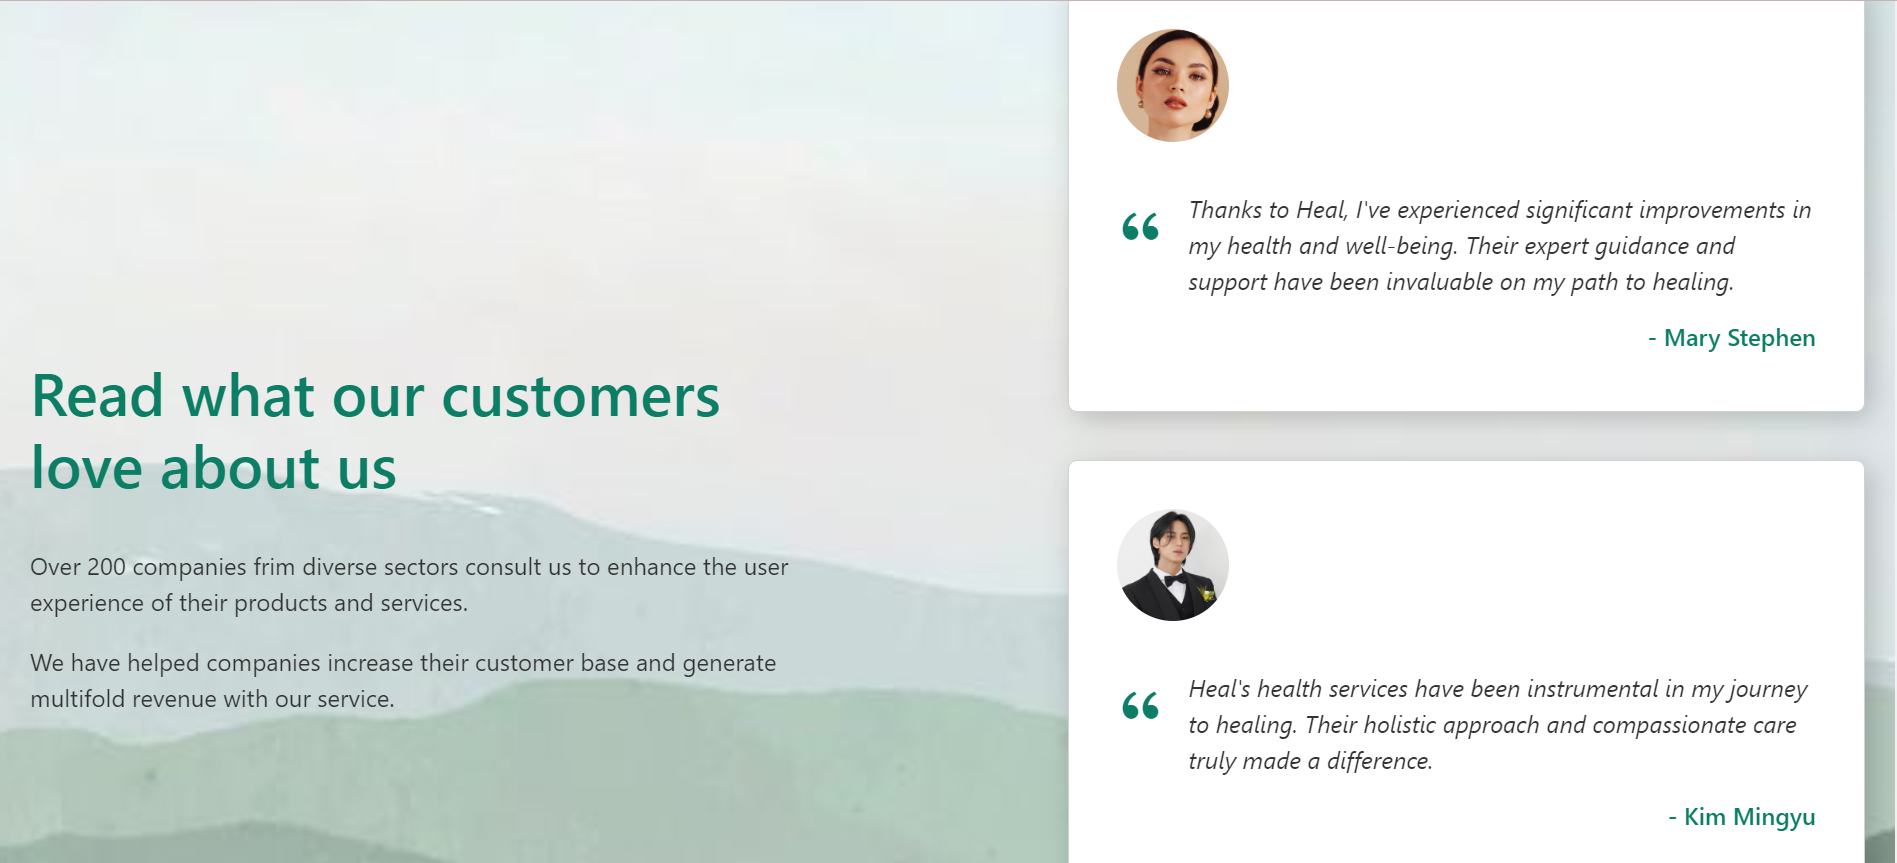 Read what our customers
love about us
Over 200 companies frim diverse sectors consult us to enhance the user
experience of their products and services.
We have helped companies increase their customer base and generate
multifold revenue with our service.
“
Thanks to Heal, I've experienced significant improvements in
my health and well-being. Their expert guidance and
support have been invaluable on my path to healing.
- Mary Stephen
“
Heal's health services have been instrumental in my journey
to healing. Their holistic approach and compassionate care
truly made a difference.
- Kim Mingyu